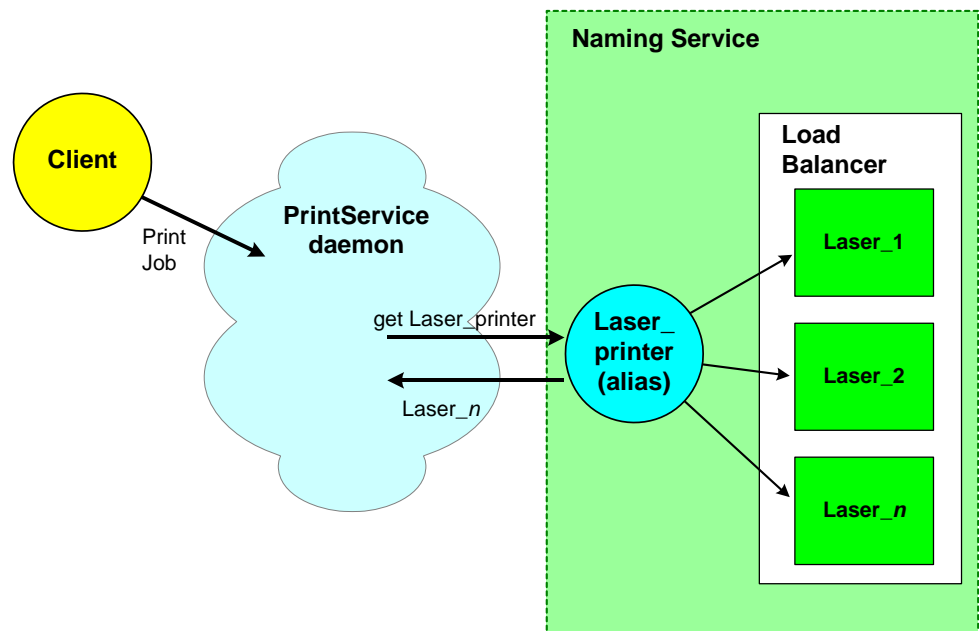 Naming Service
Client
Print
Job
PrintService
daemon
get Laser_printer
Laser_n
Laser_
printer
(alias)
Load
Balancer
Laser_1
Laser_2
Laser_n